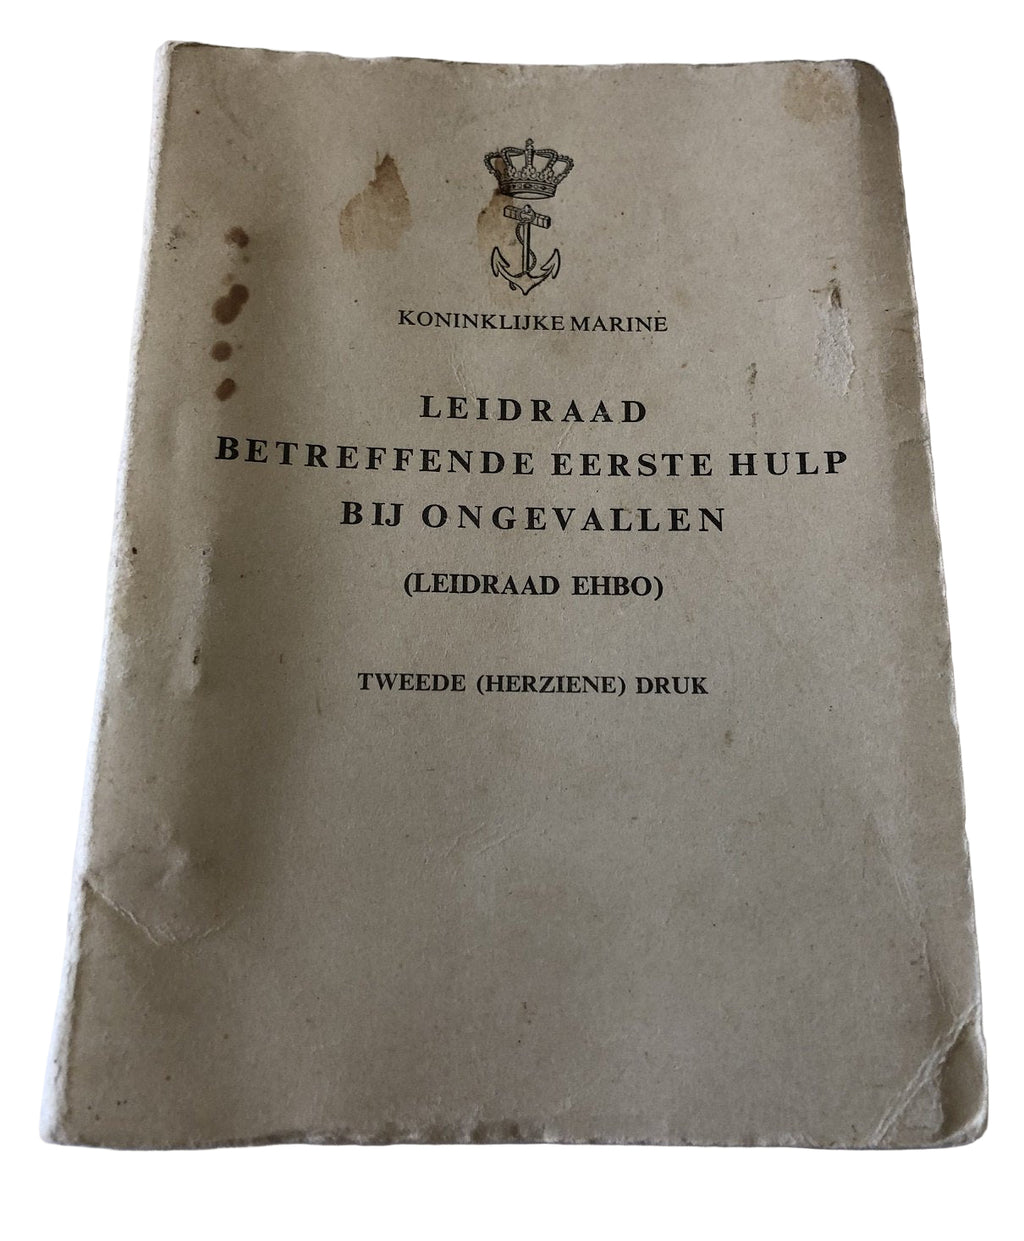 KONINKLIJKE MARINE
LEIDRAAD
BETREFFENDE EERSTE HULP
BIJ ONGEVALLEN
(LEIDRAAD EHBO)
TWEEDE (HERZIENE) DRUK